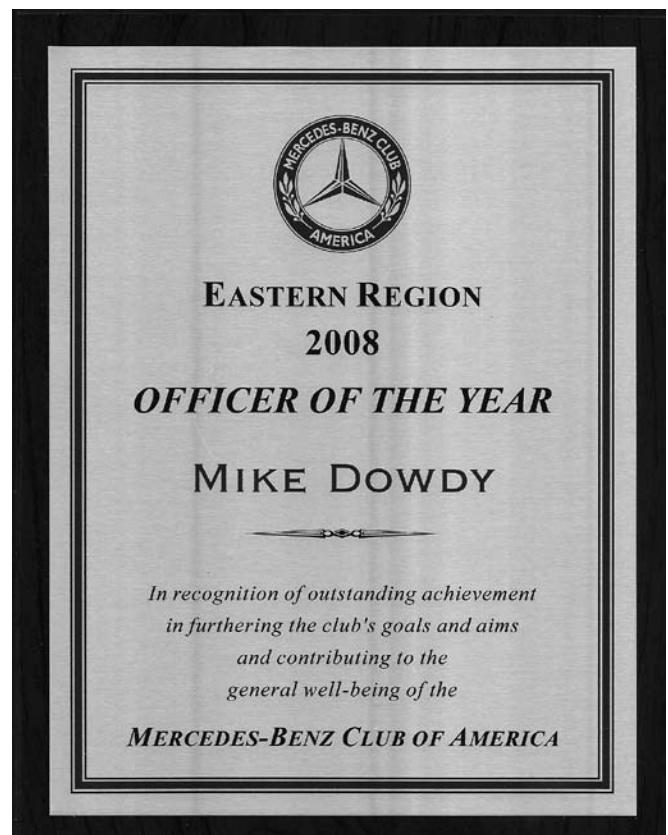 MERCEDES-BENZ CLUB
AMERICA
EASTERN REGION
2008
OFFICER OF THE YEAR
MIKE DOWDY
In recognition of outstanding achievement
in furthering the club's goals and aims
and contributing to the
general well-being of the
MERCEDES-BENZ CLUB OF AMERICA